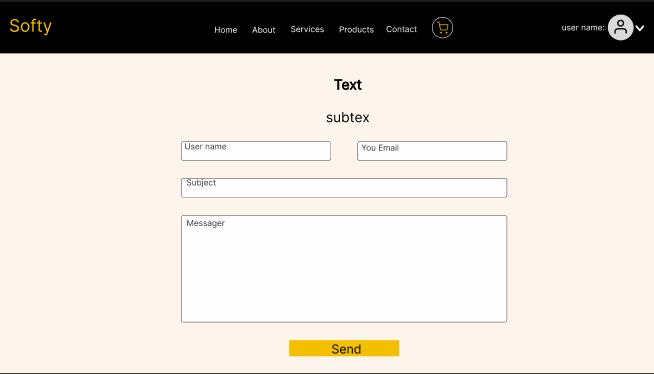 Softy
Home About Services Products Contact
user name:
Text
subtex
User name
You Email
Subject
Messager
Send